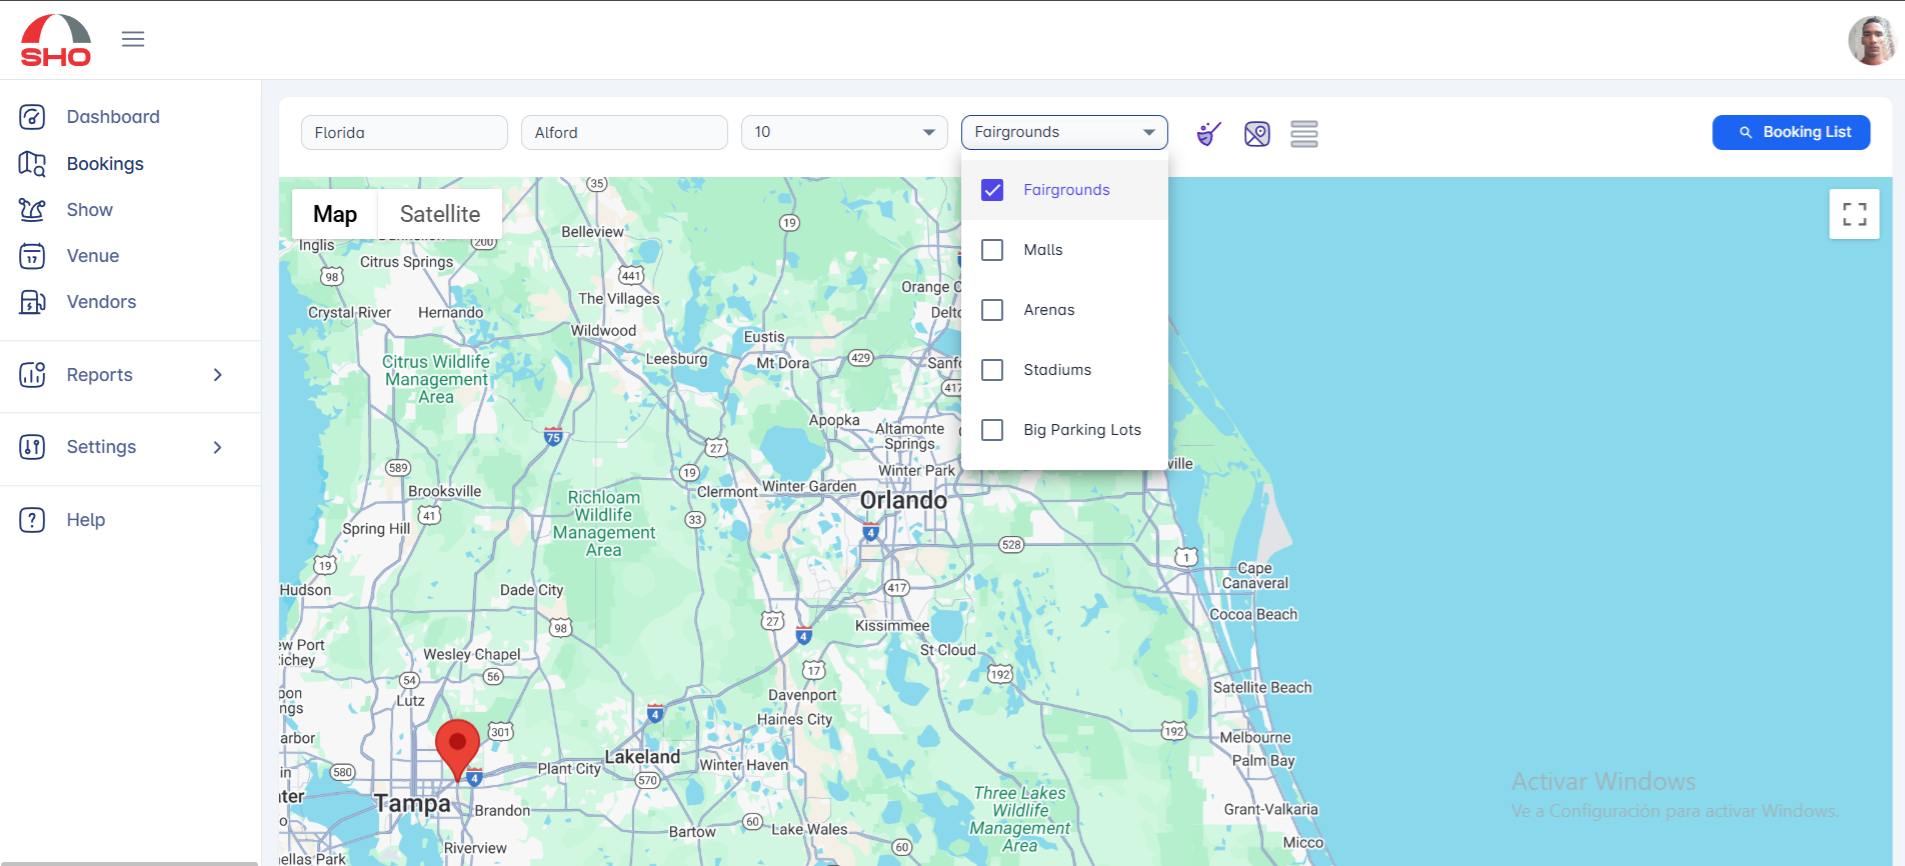 SHO
Dashboard
Bookings
Show
Venue
17
Vendors
Reports
Settings
Help
?
Florida
Alford
10
Fairgrounds
Booking List
Fairgrounds
Malls
Arenas
Stadiums
Big Parking Lots
Map
Satellite
35
19
Belleview
200
Inglis
Citrus Springs
98
441
The Villages
Orange C
Crystal River
Hernando
Delto
Wildwood
Eustis
Leesburg
Mt Dora
429
Sanf
Citrus Wildlife
Management
Area
417
Apopka
Altamonte
Springs
75
27
589
19
Winter Park
ville
Brooksville
Clermont
Winter Garden
Richloam
Wildlife
Management
Area
Orlando
41
33
Spring Hill
4
528
1
19
Cape
Canaveral
Hudson
Dade City
417
Cocoa Beach
98
27
4
Kissimmee
ew Port
Richey
Wesley Chapel
St Cloud
54
56
17
192
Lutz
Davenport
Satellite Beach
4
Haines City
301
192
Melbourne
arbor
Lakeland
Palm Bay
580
4
Plant City
570
Winter Haven
Tampa
Brandon
Three Lakes
Wildlife
Management
Area
Grant-Valkaria
60
Bartow
Lake Wales
60
Micco
Riverview
ellas Park
Activar Windows
Ve a Configuración para activar Windows.